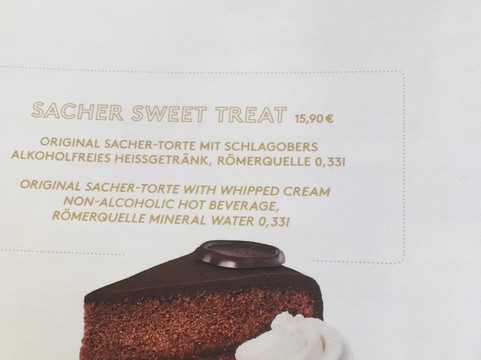 SACHER SWEET TREAT 15,90 €
ORIGINAL SACHER-TORTE MIT SCHLAGOBERS
ALKOHOLFREIES HEISSGETRÄNK, RÖMERQUELLE 0,33l
ORIGINAL SACHER-TORTE WITH WHIPPED CREAM
NON-ALCOHOLIC HOT BEVERAGE,
RÖMERQUELLE MINERAL WATER 0,33l